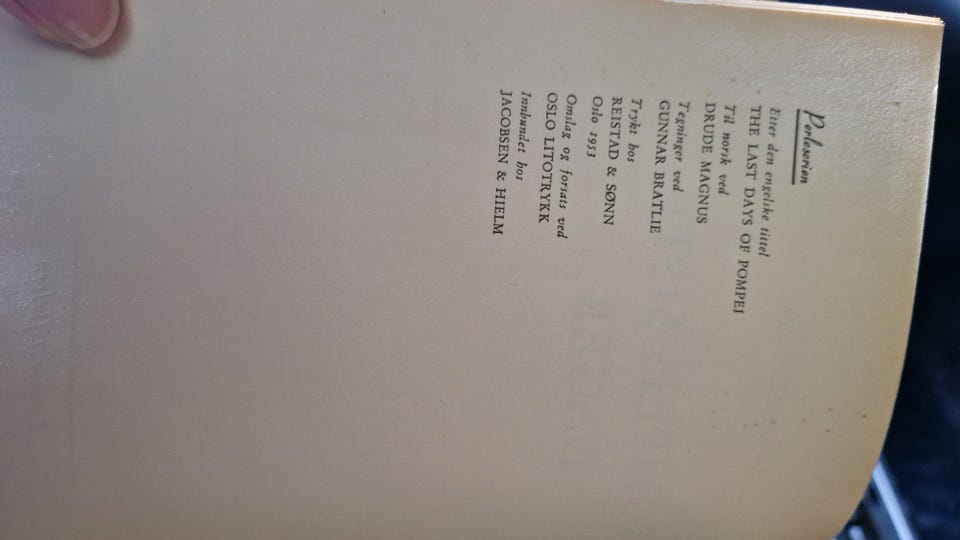 Perleserien
Etter den engelske tittel
THE LAST DAYS OF POMPEI
Til norsk ved
DRUDE MAGNUS
Tegninger ved
GUNNAR BRATLIE
Trykt hos
REISTAD & SØNN
Oslo 1953
Omslag og forsats ved
OSLO LITOTRYKK
Innbundet hos
JACOBSEN & HIELM